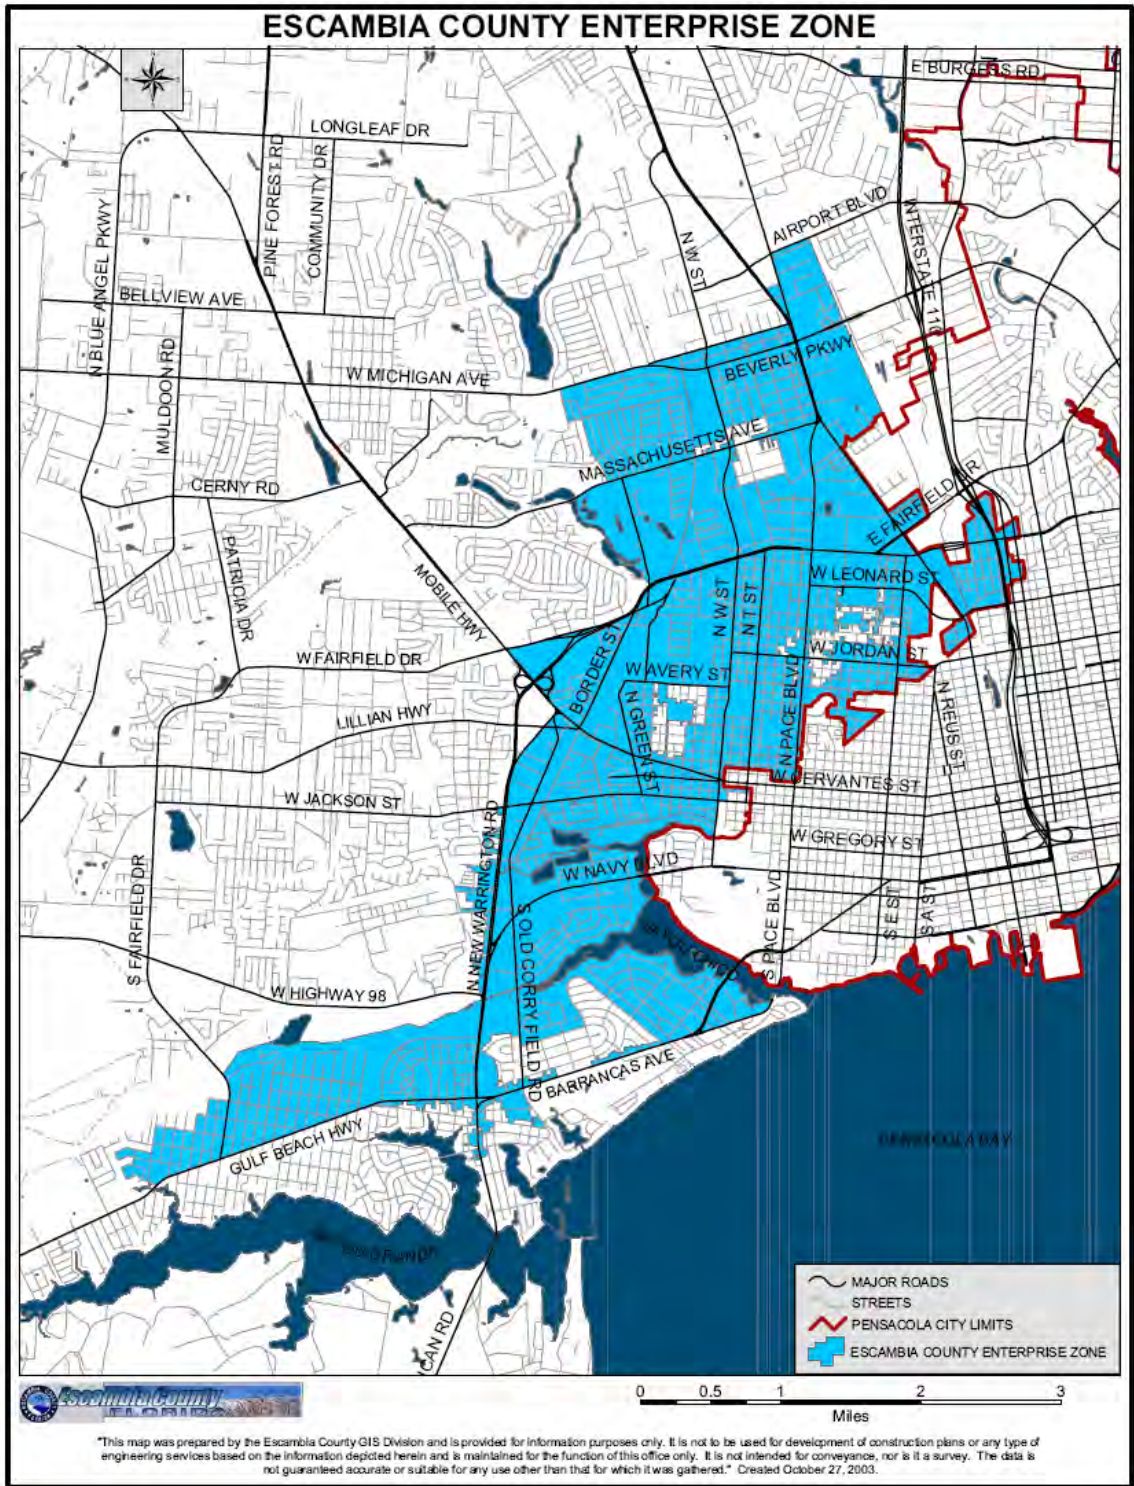 ESCAMBIA COUNTY ENTERPRISE ZONE
E BURGESS RD
LONGLEAF DR
PINE FOREST RD
COMMUNITY DR
N BLUE ANGEL PKWY
AIRPORT BLVD
INTERSTATE 110
N W ST
BELLVIEW AVE
MULDOON RD
BEVERLY PKWY
W MICHIGAN AVE
MASSACHUSETTS AVE
CERNY RD
E FAIRFIELD DR
PATRICIA DR
MOBILE HWY
W LEONARD ST
N W ST
N T ST
BORDER ST
W JORDAN ST
W FAIRFIELD DR
W AVERY ST
N GREEN ST
N PACE BLVD
N REUS ST
LILLIAN HWY
W CERVANTES ST
W JACKSON ST
W GREGORY ST
N NEW WARRINGTON RD
W NAVY BLVD
S FAIRFIELD DR
S OLD CORRY FIELD RD
S PACE BLVD
S E ST
S A ST
W HIGHWAY 98
BARRANCAS AVE
GULF BEACH HWY
PENSACOLA BAY
CAN RD
MAJOR ROADS
STREETS
PENSACOLA CITY LIMITS
ESCAMBIA COUNTY ENTERPRISE ZONE
Escambia County
FLORIDA
0 0.5 1 2 3
Miles
"This map was prepared by the Escambia County GIS Division and is provided for information purposes only. It is not to be used for development of construction plans or any type of
engineering services based on the information depicted herein and is maintained for the function of this office only. It is not intended for conveyance, nor is it a survey. The data is
not guaranteed accurate or suitable for any use other than that for which it was gathered." Created October 27, 2003.